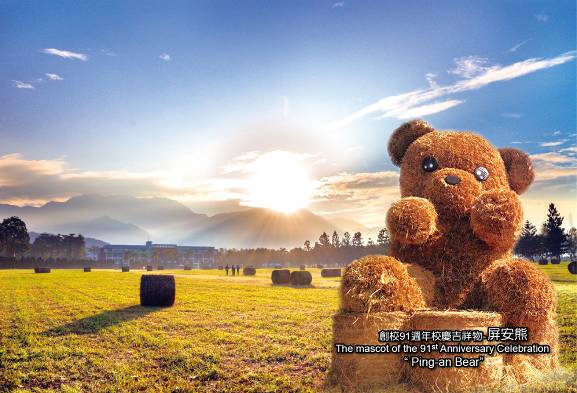 創校91週年校慶吉祥物-屏安熊
The mascot of the 91st Anniversary Celebration
“ Ping-an Bear”